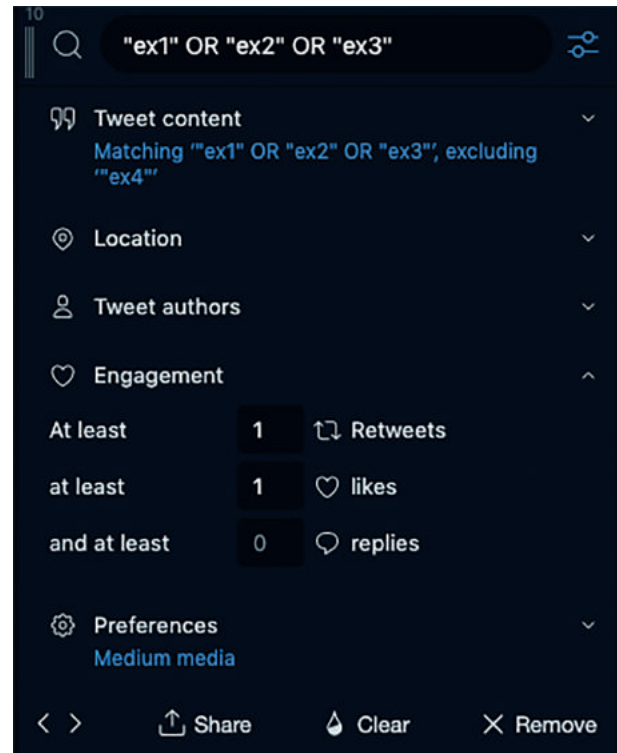 10
"ex1" OR "ex2" OR "ex3"
Tweet content
Matching ‘"ex1" OR "ex2" OR "ex3"’, excluding
‘"ex4"’
Location
Tweet authors
Engagement
At least 1 Retweets
at least 1 likes
and at least 0 replies
Preferences
Medium media
Share Clear Remove